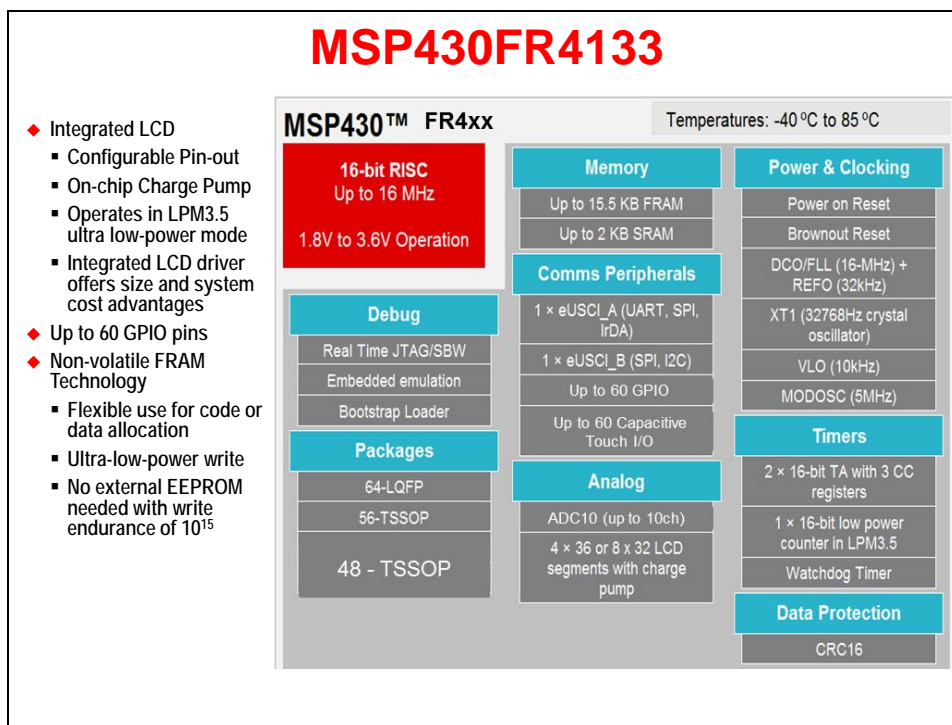 MSP430FR4133
◆ Integrated LCD
▪ Configurable Pin-out
▪ On-chip Charge Pump
▪ Operates in LPM3.5
ultra low-power mode
▪ Integrated LCD driver
offers size and system
cost advantages
◆ Up to 60 GPIO pins
◆ Non-volatile FRAM
Technology
▪ Flexible use for code or
data allocation
▪ Ultra-low-power write
▪ No external EEPROM
needed with write
endurance of 10¹⁵
MSP430™ FR4xx
Temperatures: -40 ⁰C to 85 ⁰C
16-bit RISC
Up to 16 MHz
1.8V to 3.6V Operation
Debug
Real Time JTAG/SBW
Embedded emulation
Bootstrap Loader
Packages
64-LQFP
56-TSSOP
48 - TSSOP
Memory
Up to 15.5 KB FRAM
Up to 2 KB SRAM
Comms Peripherals
1 × eUSCI_A (UART, SPI,
IrDA)
1 × eUSCI_B (SPI, I2C)
Up to 60 GPIO
Up to 60 Capacitive
Touch I/O
Analog
ADC10 (up to 10ch)
4 × 36 or 8 x 32 LCD
segments with charge
pump
Power & Clocking
Power on Reset
Brownout Reset
DCO/FLL (16-MHz) +
REFO (32kHz)
XT1 (32768Hz crystal
oscillator)
VLO (10kHz)
MODOSC (5MHz)
Timers
2 × 16-bit TA with 3 CC
registers
1 × 16-bit low power
counter in LPM3.5
Watchdog Timer
Data Protection
CRC16